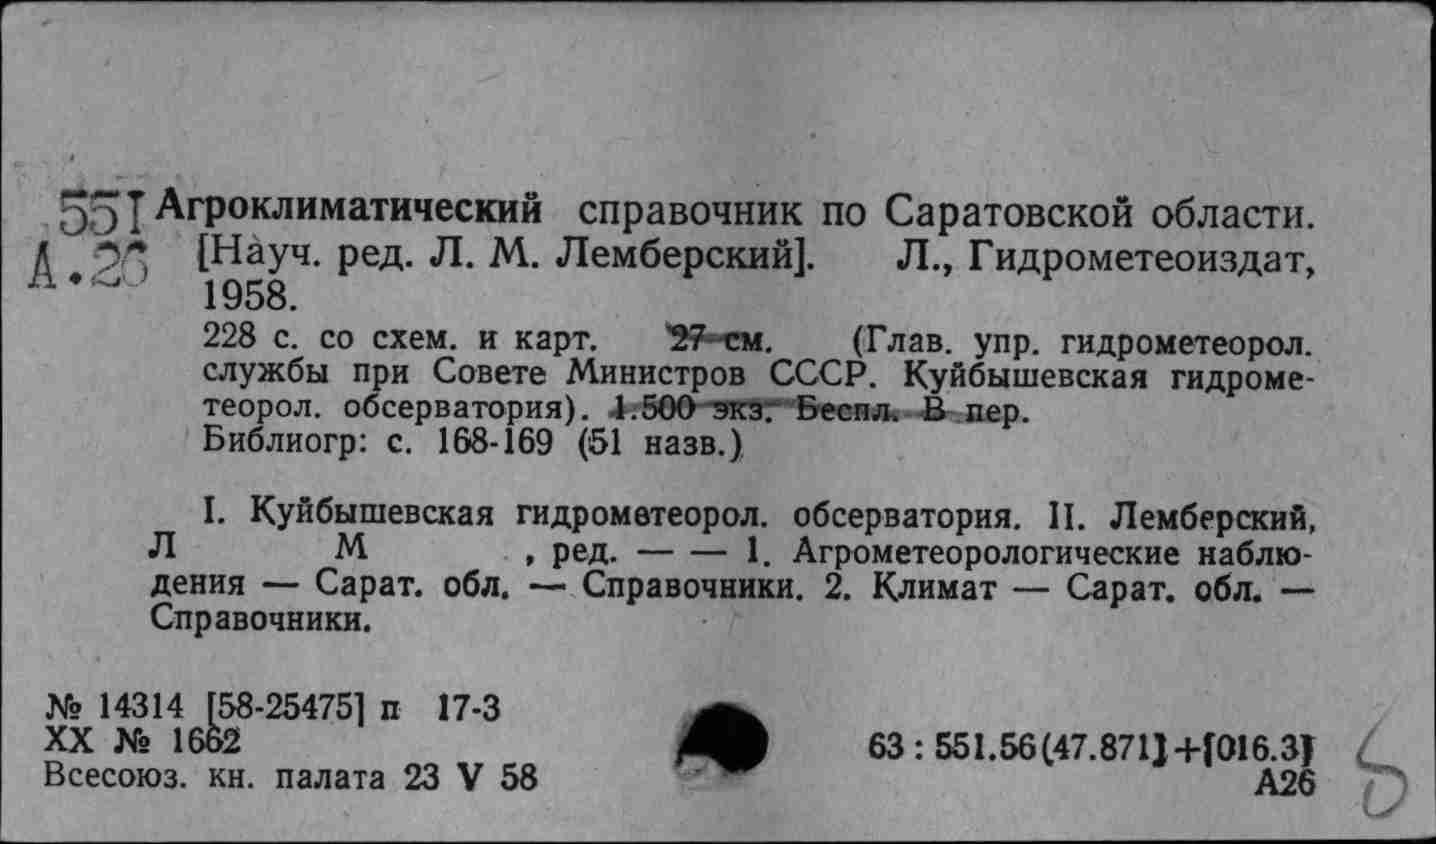 551 Агроклиматический справочник по Саратовской области.
А.26 [Науч. ред. Л. М. Лемберский]. Л., Гидрометеоиздат,
1958.
228 с. со схем. и карт. 27 см. (Глав. упр. гидрометеорол.
службы при Совете Министров СССР. Куйбышевская гидроме-
теорол. обсерватория). 1.500 экз. Беспл. В пер.
Библиогр: с. 168-169 (51 назв.)
I. Куйбышевская гидрометеорол. обсерватория. II. Лемберский,
Л М , ред. — — 1. Агрометеорологические наблю-
дения — Сарат. обл. — Справочники. 2. Климат — Сарат. обл. —
Справочники.
№ 14314 [58-25475] п 17-3
XX № 1662
Всесоюз. кн. палата 23 V 58
63 : 551.56(47.871)+[016.3]
А26